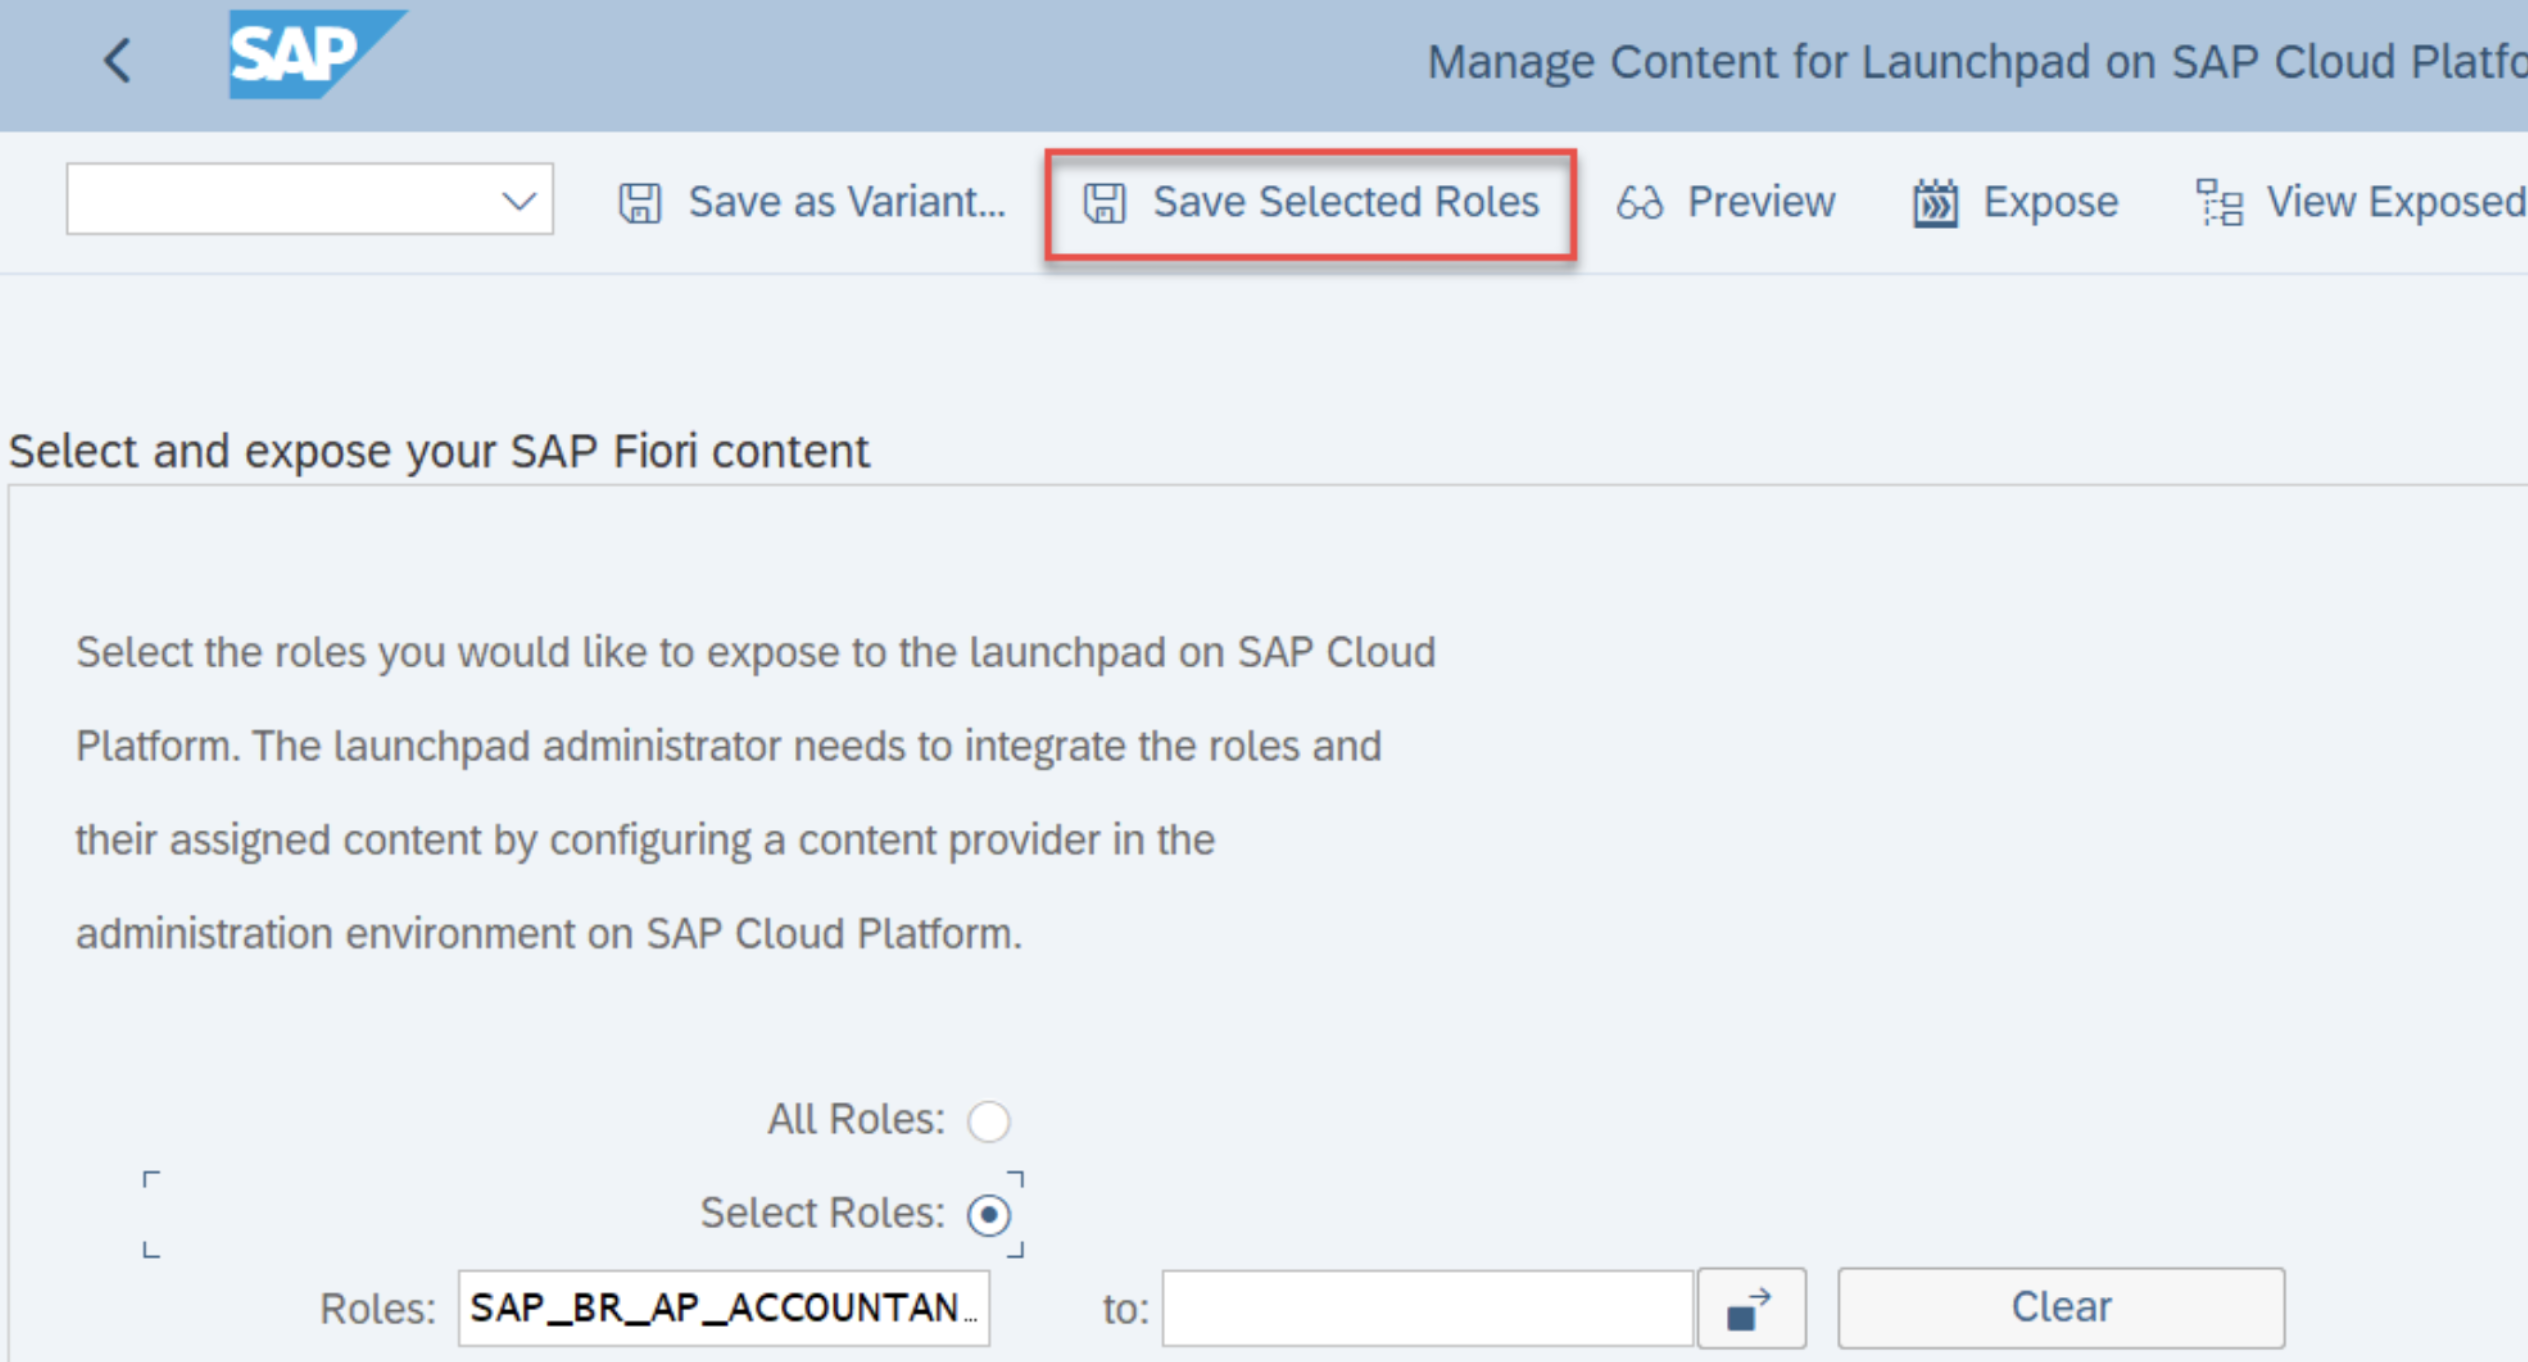 SAP
Manage Content for Launchpad on SAP Cloud Platfo
Save as Variant... Save Selected Roles Preview Expose View Exposed
Select and expose your SAP Fiori content
Select the roles you would like to expose to the launchpad on SAP Cloud
Platform. The launchpad administrator needs to integrate the roles and
their assigned content by configuring a content provider in the
administration environment on SAP Cloud Platform.
All Roles:
Select Roles:
Roles: SAP_BR_AP_ACCOUNTAN... to: Clear